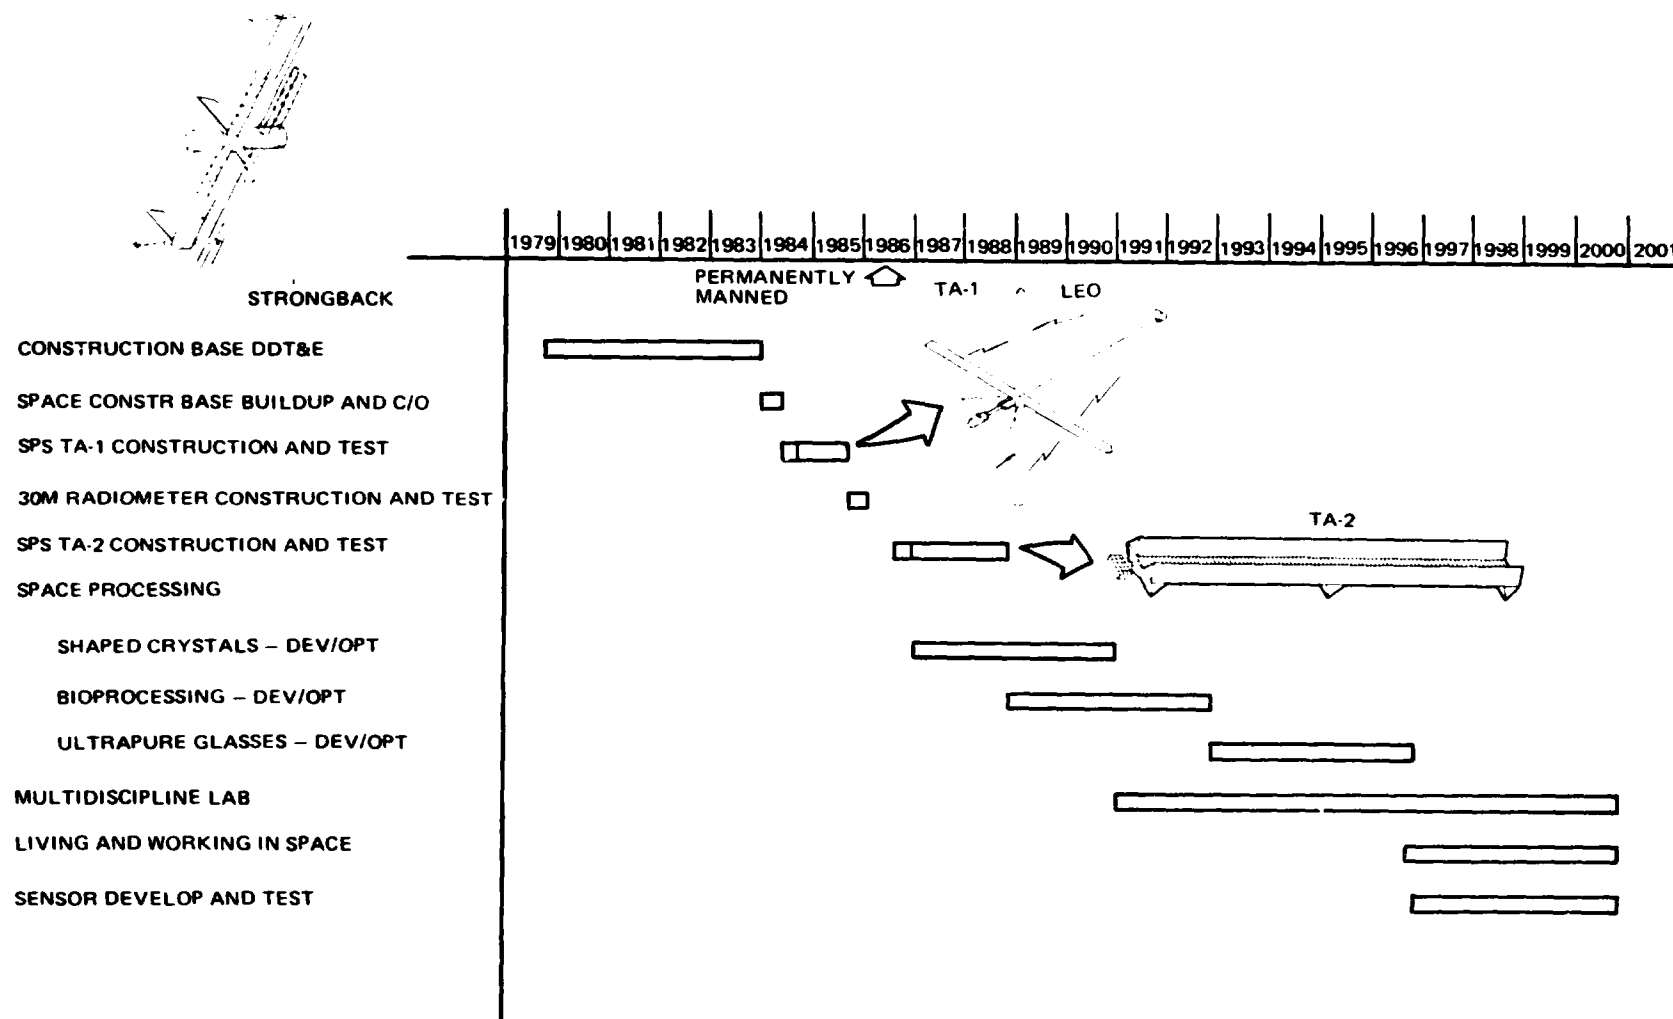 1979 1980 1981 1982 1983 1984 1985 1986 1987 1988 1989 1990 1991 1992 1993 1994 1995 1996 1997 1998 1999 2000 2001
PERMANENTLY
MANNED
TA-1
LEO
STRONGBACK
CONSTRUCTION BASE DDT&E
SPACE CONSTR BASE BUILDUP AND C/O
SPS TA-1 CONSTRUCTION AND TEST
30M RADIOMETER CONSTRUCTION AND TEST
TA-2
SPS TA-2 CONSTRUCTION AND TEST
SPACE PROCESSING
SHAPED CRYSTALS – DEV/OPT
BIOPROCESSING – DEV/OPT
ULTRAPURE GLASSES – DEV/OPT
MULTIDISCIPLINE LAB
LIVING AND WORKING IN SPACE
SENSOR DEVELOP AND TEST